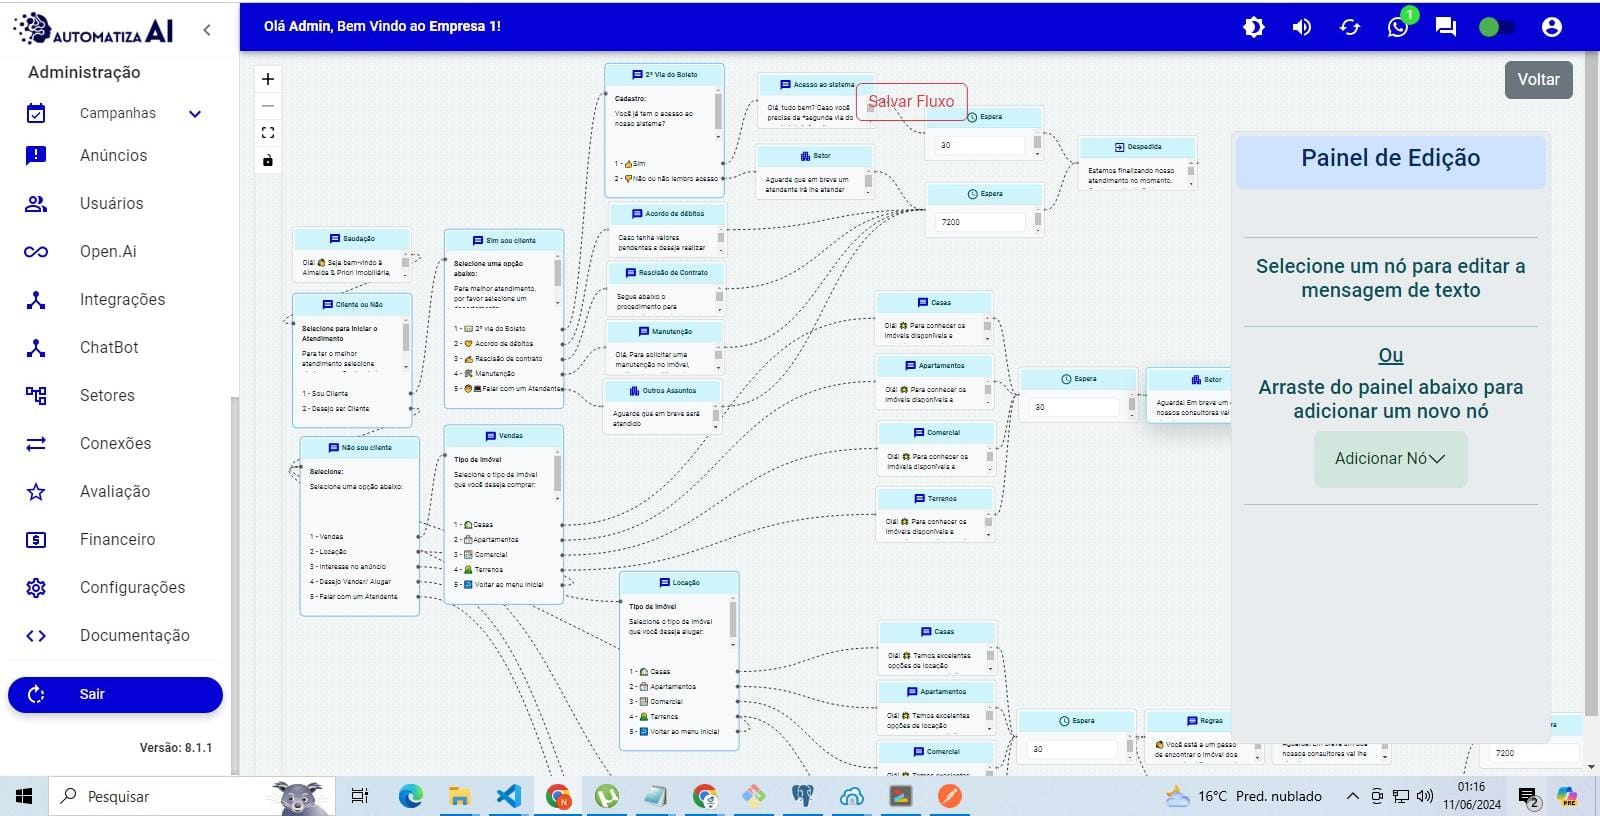 AUTOMATIZA AI
Olá Admin, Bem Vindo ao Empresa 1!
1
Administração
Campanhas
Anúncios
Usuários
Open.Ai
Integrações
ChatBot
Setores
Conexões
Avaliação
Financeiro
Configurações
Documentação
Sair
Versão: 8.1.1
Voltar
Salvar Fluxo
Painel de Edição
Selecione um nó para editar a
mensagem de texto
Ou
Arraste do painel abaixo para
adicionar um novo nó
Adicionar Nó
Saudação
Olá! Seja bem-vindo à
Almeida & Priori Imobiliária,
Cliente ou Não
Selecione para Iniciar o
Atendimento
Para ter o melhor
atendimento selecione
1 - Sou Cliente
2 - Desejo ser Cliente
Não sou cliente
Selecione:
Selecione uma opção abaixo:
1 - Vendas
2 - Locação
3 - Interesse no anúncio
4 - Desejo Vender/ Alugar
5 - Falar com um Atendente
Sim sou cliente
Selecione uma opção
abaixo:
Para melhor atendimento,
por favor selecione um
1 - 2ª via do Boleto
2 - Acordo de débitos
3 - Rescisão de contrato
4 - Manutenção
5 - Falar com um Atendente
Vendas
Tipo de Imóvel
Selecione o tipo de imóvel
que você deseja comprar:
1 - Casas
2 - Apartamentos
3 - Comercial
4 - Terrenos
5 - Voltar ao menu inicial
2ª Via do Boleto
Cadastro:
Você já tem o acesso ao
nosso sistema?
1 - Sim
2 - Não ou não lembro acesso
Acordo de débitos
Caso tenha valores
pendentes e deseja realizar
Rescisão de Contrato
Segue abaixo o
procedimento para
Manutenção
Olá, Para solicitar uma
manutenção no imóvel,
Outros Assuntos
Aguarde que em breve será
atendido
Locação
Tipo de Imóvel
Selecione o tipo de imóvel
que você deseja alugar:
1 - Casas
2 - Apartamentos
3 - Comercial
4 - Terrenos
5 - Voltar ao menu inicial
Acesso ao sistema
Olá, tudo bem? Caso você
precise da *segunda via do
Setor
Aguarde que em breve um
atendente irá lhe atender
Espera
30
Espera
7200
Despedida
Estamos finalizando nosso
atendimento no momento.
Casas
Olá! Para conhecer os
imóveis disponíveis e
Apartamentos
Olá! Para conhecer os
imóveis disponíveis e
Comercial
Olá! Para conhecer os
imóveis disponíveis e
Terrenos
Olá! Para conhecer os
imóveis disponíveis e
Espera
30
Setor
Aguarde! Em breve um
nossos consultores val
Casas
Olá! Temos excelentes
opções de locação
Apartamentos
Olá! Temos excelentes
opções de locação
Comercial
Olá! Temos excelentes
Espera
30
Regras
Você está a um passo
de encontrar o imóvel dos
nossos consultores vai lhe
7200
Pesquisar
16°C Pred. nublado
01:16
11/06/2024
2
PRE